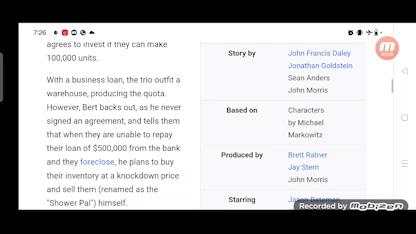 7:26
agrees to invest if they can make
100,000 units.
With a business loan, the trio outfit a
warehouse, producing the quota.
However, Bert backs out, as he never
signed an agreement, and tells them
that when they are unable to repay
their loan of $500,000 from the bank
and they foreclose, he plans to buy
their inventory at a knockdown price
and sell them (renamed as the
"Shower Pal") himself.
Story by
John Francis Daley
Jonathan Goldstein
Sean Anders
John Morris
Based on
Characters
by Michael
Markowitz
Produced by
Brett Ratner
Jay Stern
John Morris
Starring
Jason Bateman
Recorded by
Mobizen